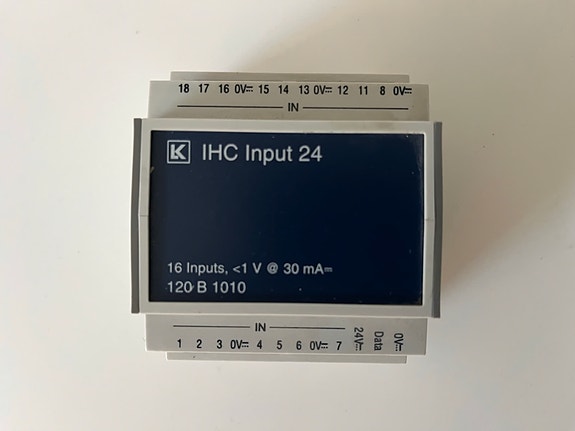 18 17 16 0V⎓ 15 14 13 0V⎓ 12 11 8 0V⎓
IN
LK IHC Input 24
16 Inputs, <1 V @ 30 mA⎓
120 B 1010
IN
1 2 3 0V⎓ 4 5 6 0V⎓ 7 24V⎓ Data 0V⎓